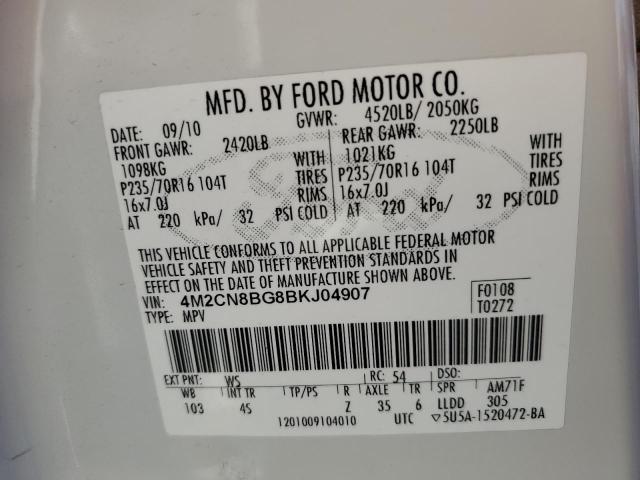 MFD. BY FORD MOTOR CO.
DATE: 09/10 GVWR: 4520LB/ 2050KG
FRONT GAWR: 2420LB REAR GAWR: 2250LB
1098KG WITH 1021KG WITH
P235/70R16 104T TIRES P235/70R16 104T TIRES
16x7.0J RIMS 16x7.0J RIMS
AT 220 kPa/ 32 PSI COLD AT 220 kPa/ 32 PSI COLD
THIS VEHICLE CONFORMS TO ALL APPLICABLE FEDERAL MOTOR
VEHICLE SAFETY AND THEFT PREVENTION STANDARDS IN
EFFECT ON THE DATE OF MANUFACTURE SHOWN ABOVE.
VIN: 4M2CN8BG8BKJ04907 F0108
TYPE: MPV T0272
EXT PNT: WS RC: 54 DSO:
WB INT TR TP/PS R AXLE TR SPR AM71F
103 4S Z 35 6 LLDD 305
1201009104010 UTC ▽5U5A-1520472-BA